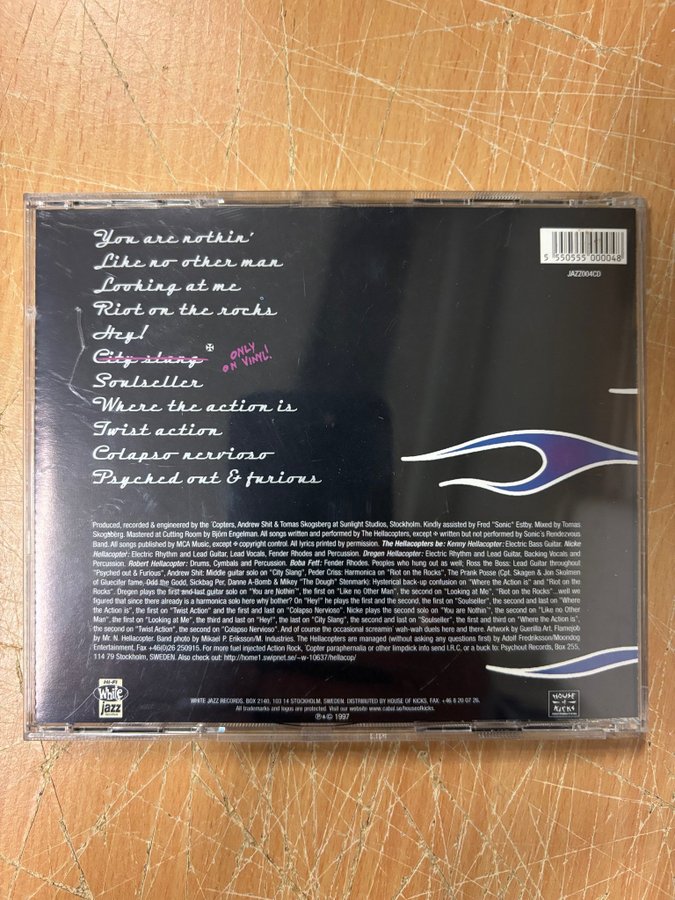 You are nothin'
Like no other man
Looking at me
Riot on the rocks
Hey!
City slang ✠ ONLY ON VINYL!
Soulseller
Where the action is
Twist action
Colapso nervioso
Psyched out & furious
5 550555 000048
JAZZ004CD
Produced, recorded & engineered by the 'Copters, Andrew Shit & Tomas Skogsberg at Sunlight Studios, Stockholm. Kindly assisted by Fred "Sonic" Estby. Mixed by Tomas
Skogsberg. Mastered at Cutting Room by Björn Engelman. All songs written and performed by The Hellacopters, except ✠ written but not performed by Sonic's Rendezvous
Band. All songs published by MCA Music, except ✠ copyright control. All lyrics printed by permission. The Hellacopters be: Kenny Hellacopter: Electric Bass Guitar. Nicke
Hellacopter: Electric Rhythm and Lead Guitar, Lead Vocals, Fender Rhodes and Percussion. Dregen Hellacopter: Electric Rhythm and Lead Guitar, Backing Vocals and
Percussion. Robert Hellacopter: Drums, Cymbals and Percussion. Boba Fett: Fender Rhodes. Peoples who hung out as well: Ross the Boss: Lead Guitar throughout
"Psyched out & Furious", Andrew Shit: Middle guitar solo on "City Slang", Peder Criss: Harmonica on "Riot on the Rocks", The Prank Posse (Cpt. Skagen & Jon Skolmen
of Gluecifer fame, Odd the Godd, Sickbag Per, Danne A-Bomb & Mikey "The Dough" Stenmark): Hysterical back-up confusion on "Where the Action is" and "Riot on the
Rocks". Dregen plays the first and last guitar solo on "You are Nothin'", the first on "Like no Other Man", the second on "Looking at Me", "Riot on the Rocks"...well we
figured that since there already is a harmonica solo here why bother? On "Hey!" he plays the first and the second, the first on "Soulseller", the second and last on "Where
the Action is", the first on "Twist Action" and the first and last on "Colapso Nervioso". Nicke plays the second solo on "You are Nothin'", the second on "Like no Other
Man", the first on "Looking at Me", the third and last on "Hey!", the last on "City Slang", the second and last on "Soulseller", the first and third on "Where the Action is",
the second on "Twist Action", the second on "Colapso Nervioso". And of course the occasional screamin' wah-wah duels here and there. Artwork by Guerilla Art. Flamejob
by Mr. N. Hellacopter. Band photo by Mikael P. Eriksson/M. Industries. The Hellacopters are managed (without asking any questions first) by Adolf Fredriksson/Moondog
Entertainment, Fax +46(0)26 250915. For more fuel injected Action Rock, 'Copter paraphernalia or other limpdick info send I.R.C, or a buck to: Psychout Records, Box 255,
114 79 Stockholm, SWEDEN. Also check out: http://home1.swipnet.se/~w-10637/hellacop/
HI-FI
White
jazz
WHITE JAZZ RECORDS. BOX 2140, 103 14 STOCKHOLM. SWEDEN. DISTRIBUTED BY HOUSE OF KICKS. FAX: +46 8 20 07 26.
All trademarks and logos are protected. Visit our website www.cabal.se/houseofkicks.
℗ & © 1997
HOUSE
of
KICKS